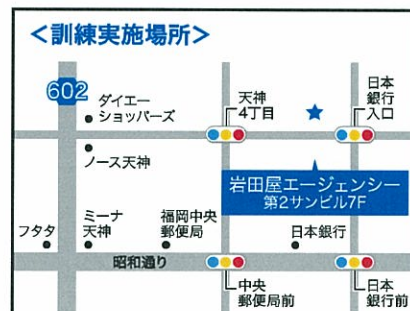 <訓練実施場所>
602
ダイエー
ショッパーズ
天神
4丁目
日本
銀行
入口
ノース天神
岩田屋エージェンシー
第2サンビル7F
フタタ
ミーナ
天神
福岡中央
郵便局
日本銀行
昭和通り
中央
郵便局前
日本
銀行前